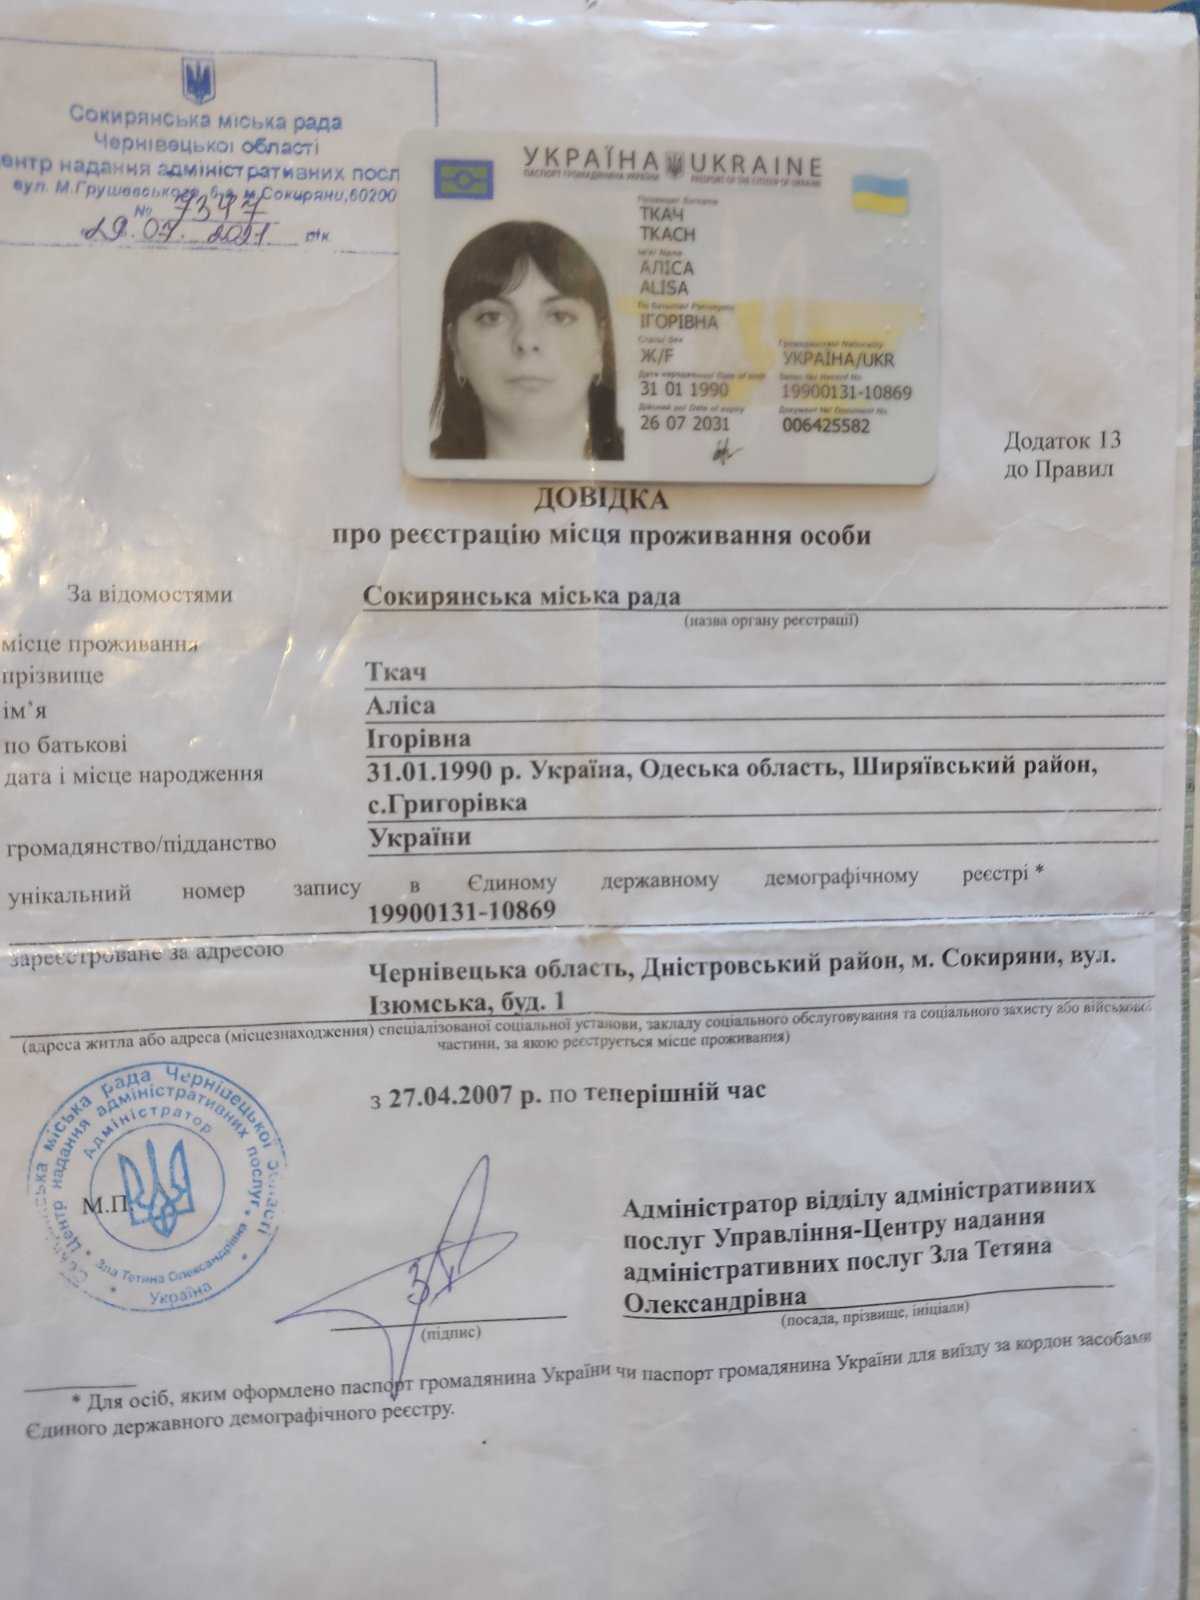 Сокирянська міська рада
Чернівецької області
ентр надання адміністративних посл
вул. М.Грушевського, 6-а, м.Сокиряни,60200
№ 7347
29.07. 2021 рік
УКРАЇНА UKRAINE
ПАСПОРТ ГРОМАДЯНИНА УКРАЇНИ PASSPORT OF THE CITIZEN OF UKRAINE
Прізвище/ Surname
ТКАЧ
TKACH
Ім'я/ Name
АЛІСА
ALISA
По батькові/ Patronymic
ІГОРІВНА
Стать/ Sex
Ж/F
Громадянство/ Nationality
УКРАЇНА/UKR
Дата народження/ Date of birth
31 01 1990
Запис №/ Record No.
19900131-10869
Дійсний до/ Date of expiry
26 07 2031
Документ №/ Document No.
006425582
Додаток 13
до Правил
ДОВІДКА
про реєстрацію місця проживання особи
За відомостями Сокирянська міська рада
(назва органу реєстрації)
місце проживання
прізвище Ткач
ім’я Аліса
по батькові Ігорівна
дата і місце народження 31.01.1990 р. Україна, Одеська область, Ширяївський район,
с.Григорівка
громадянство/підданство України
унікальний номер запису в Єдиному державному демографічному реєстрі *
19900131-10869
зареєстроване за адресою
Чернівецька область, Дністровський район, м. Сокиряни, вул.
Ізюмська, буд. 1
(адреса житла або адреса (місцезнаходження) спеціалізованої соціальної установи, закладу соціального обслуговування та соціального захисту або військової
частини, за якою реєструється місце проживання)
з 27.04.2007 р. по теперішній час
міська рада Чернівецької області
Центр надання адміністративних послуг
Адміністратор
Зла Тетяна Олександрівна
Україна
М.П.
(підпис)
Адміністратор відділу адміністративних
послуг Управління-Центру надання
адміністративних послуг Зла Тетяна
Олександрівна
(посада, прізвище, ініціали)
* Для осіб, яким оформлено паспорт громадянина України чи паспорт громадянина України для виїзду за кордон засобами
Єдиного державного демографічного реєстру.